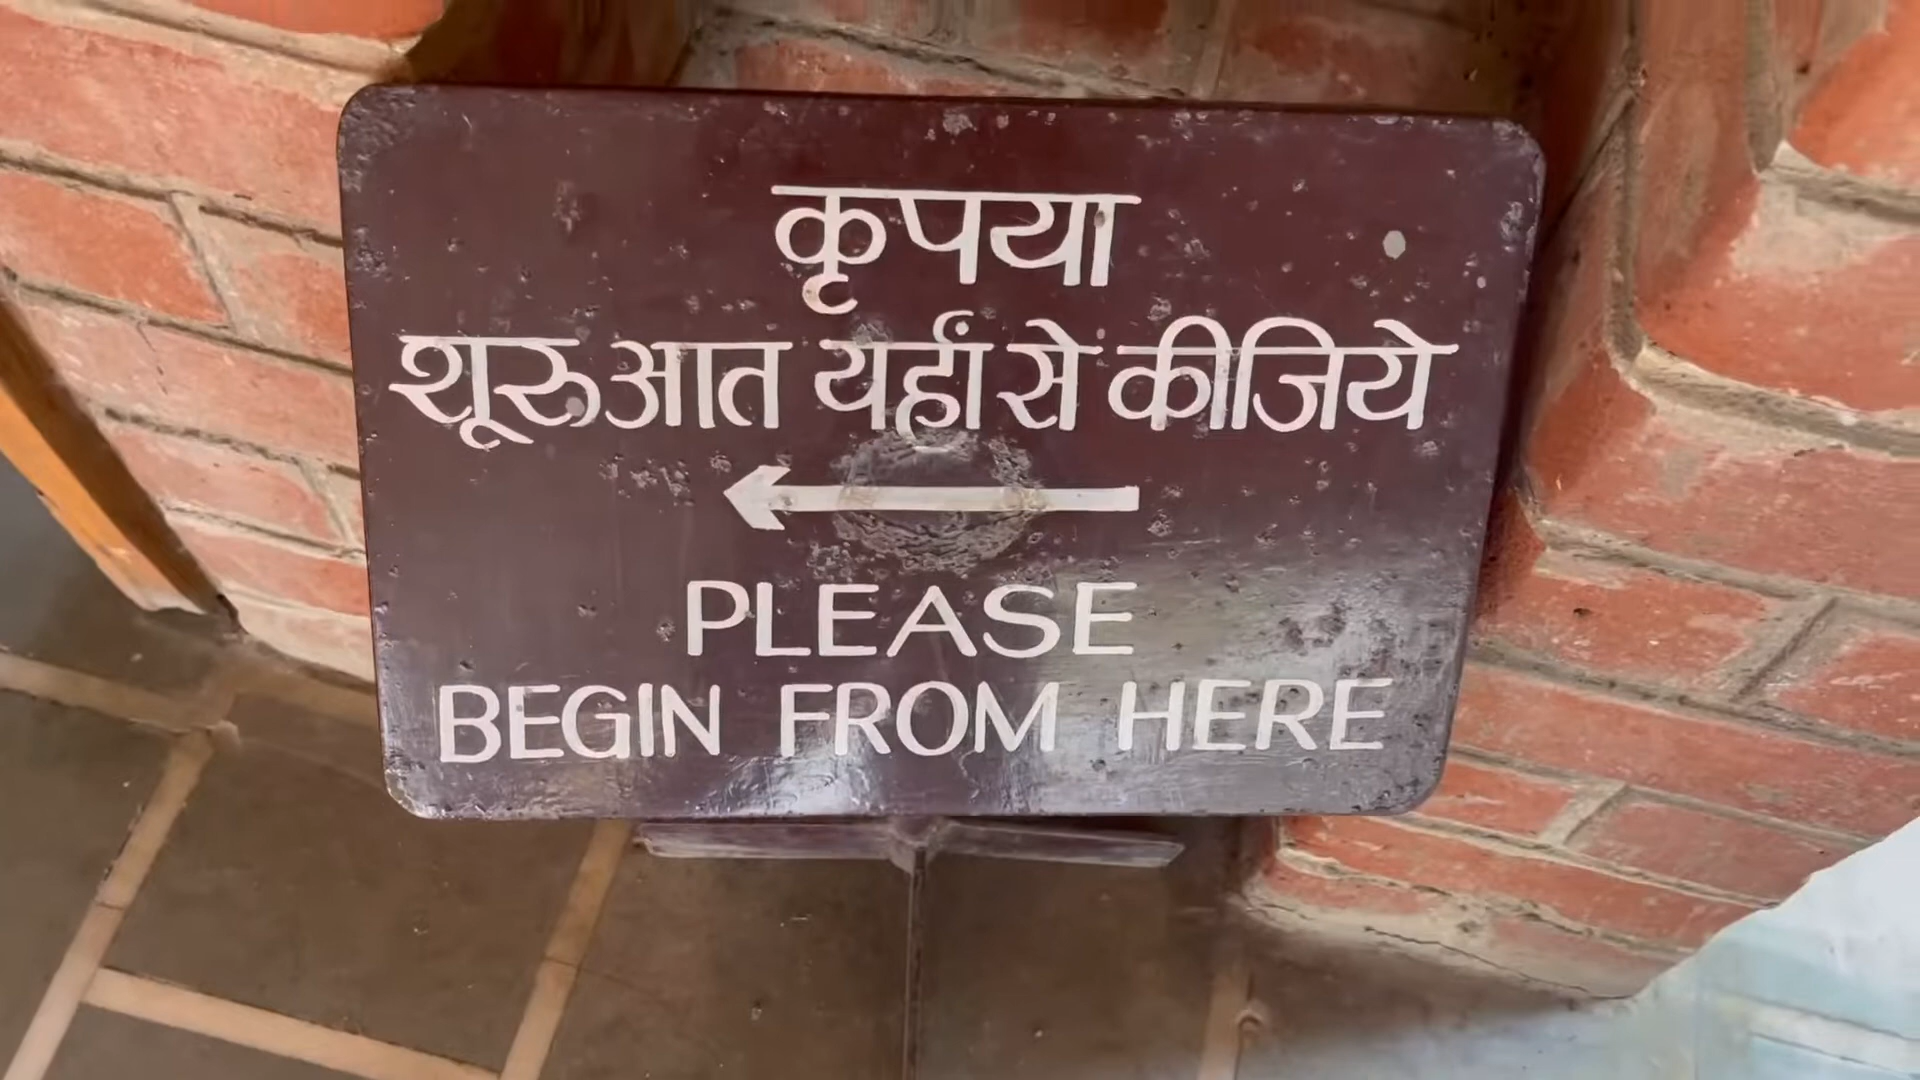 कृपया
शुरुआत यहाँ से कीजिये
PLEASE
BEGIN FROM HERE